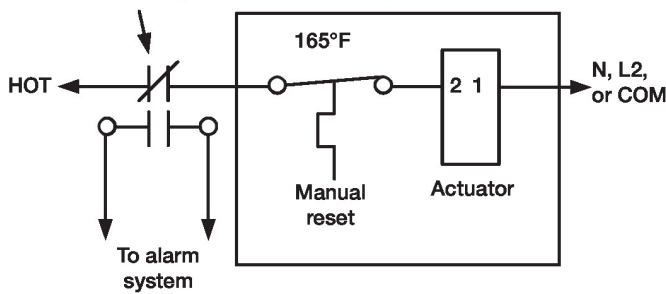 165°F
HOT
2 1
N, L2,
or COM
Manual
reset
Actuator
To alarm
system